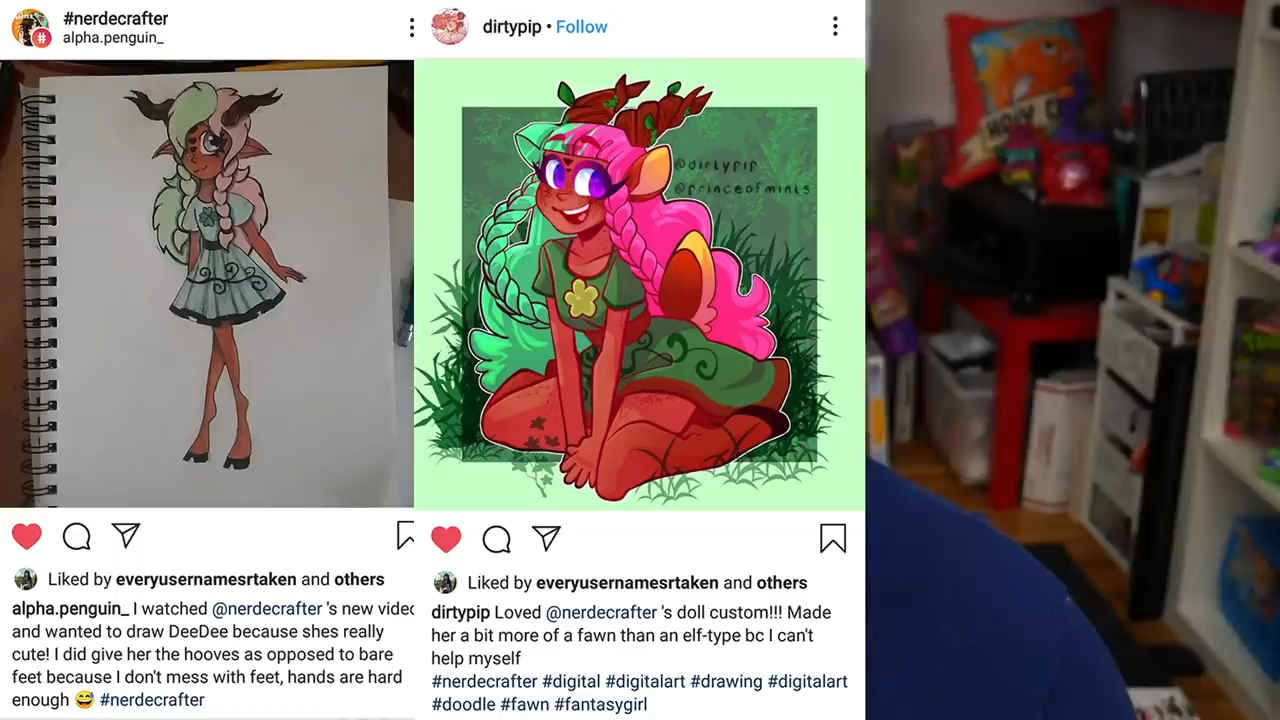 #nerdecrafter
alpha.penguin_
Liked by everyusernamesrtaken and others
alpha.penguin_ I watched @nerdecrafter 's new video
and wanted to draw DeeDee because shes really
cute! I did give her the hooves as opposed to bare
feet because I don't mess with feet, hands are hard
enough 😅 #nerdecrafter
dirtypip • Follow
@dirtypip
@princeofmints
Liked by everyusernamesrtaken and others
dirtypip Loved @nerdecrafter 's doll custom!!! Made
her a bit more of a fawn than an elf-type bc I can't
help myself
#nerdecrafter #digital #digitalart #drawing #digitalart
#doodle #fawn #fantasygirl
HOLY